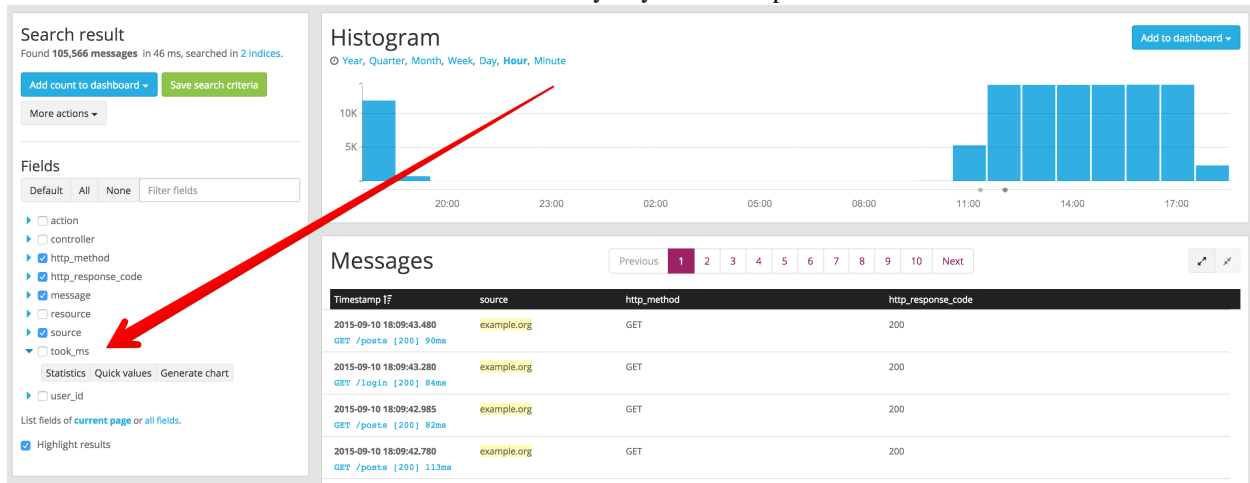 Search result
Found 105,566 messages in 46 ms, searched in 2 indices.
Add count to dashboard
Save search criteria
More actions
Fields
Default All None Filter fields
action
controller
http_method
http_response_code
message
resource
source
took_ms
Statistics Quick values Generate chart
user_id
List fields of current page or all fields.
Highlight results
Histogram
Add to dashboard
Year, Quarter, Month, Week, Day, Hour, Minute
10K
5K
20:00 23:00 02:00 05:00 08:00 11:00 14:00 17:00
Messages
Previous 1 2 3 4 5 6 7 8 9 10 Next
Timestamp source http_method http_response_code
2015-09-10 18:09:43.480 example.org GET 200
GET /posts [200] 90ms
2015-09-10 18:09:43.280 example.org GET 200
GET /login [200] 84ms
2015-09-10 18:09:42.985 example.org GET 200
GET /posts [200] 82ms
2015-09-10 18:09:42.780 example.org GET 200
GET /posts [200] 113ms